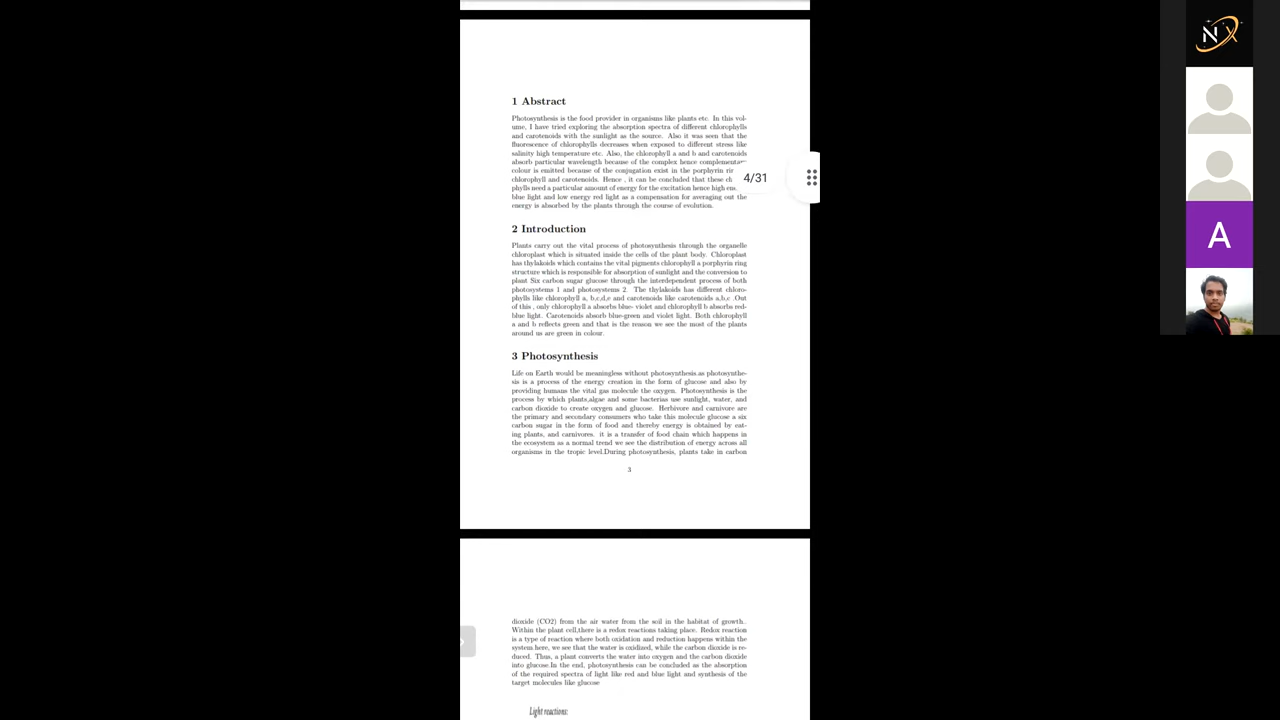 1 Abstract
Photosynthesis is the food provider in organisms like plants etc. In this vol-
ume, I have tried exploring the absorption spectra of different chlorophylls
and carotenoids with the sunlight as the source. Also it was seen that the
fluorescence of chlorophylls decreases when exposed to different stress like
salinity high temperature etc. Also, the chlorophyll a and b and carotenoids
absorb particular wavelength because of the complex hence complementary
colour is emitted because of the conjugation exist in the porphyrin
chlorophyll and carotenoids. Hence , it can be concluded that these
phylls need a particular amount of energy for the excitation hence high
blue light and low energy red light as a compensation for averaging out the
energy is absorbed by the plants through the course of evolution.
4/31
2 Introduction
Plants carry out the vital process of photosynthesis through the organelle
chloroplast which is situated inside the cells of the plant body. Chloroplast
has thylakoids which contains the vital pigments chlorophyll a porphyrin ring
structure which is responsible for absorption of sunlight and the conversion to
plant Six carbon sugar glucose through the interdependent process of both
photosystems 1 and photosystems 2. The thylakoids has different chloro-
phylls like chlorophyll a, b,c,d,e and carotenoids like carotenoids a,b,c .Out
of this , only chlorophyll a absorbs blue- violet and chlorophyll b absorbs red-
blue light. Carotenoids absorb blue-green and violet light. Both chlorophyll
a and b reflects green and that is the reason we see the most of the plants
around us are green in colour.
3 Photosynthesis
Life on Earth would be meaningless without photosynthesis.as photosynthe-
sis is a process of the energy creation in the form of glucose and also by
providing humans the vital gas molecule the oxygen. Photosynthesis is the
process by which plants,algae and some bacterias use sunlight, water, and
carbon dioxide to create oxygen and glucose. Herbivore and carnivore are
the primary and secondary consumers who take this molecule glucose a six
carbon sugar in the form of food and thereby energy is obtained by eat-
ing plants, and carnivores. it is a transfer of food chain which happens in
the ecosystem as a normal trend we see the distribution of energy across all
organisms in the tropic level.During photosynthesis, plants take in carbon
3
dioxide (CO2) from the air water from the soil in the habitat of growth..
Within the plant cell,there is a redox reactions taking place. Redox reaction
is a type of reaction where both oxidation and reduction happens within the
system.here, we see that the water is oxidized, while the carbon dioxide is re-
duced. Thus, a plant converts the water into oxygen and the carbon dioxide
into glucose.In the end, photosynthesis can be concluded as the absorption
of the required spectra of light like red and blue light and synthesis of the
target molecules like glucose
Light reactions:
NX
A